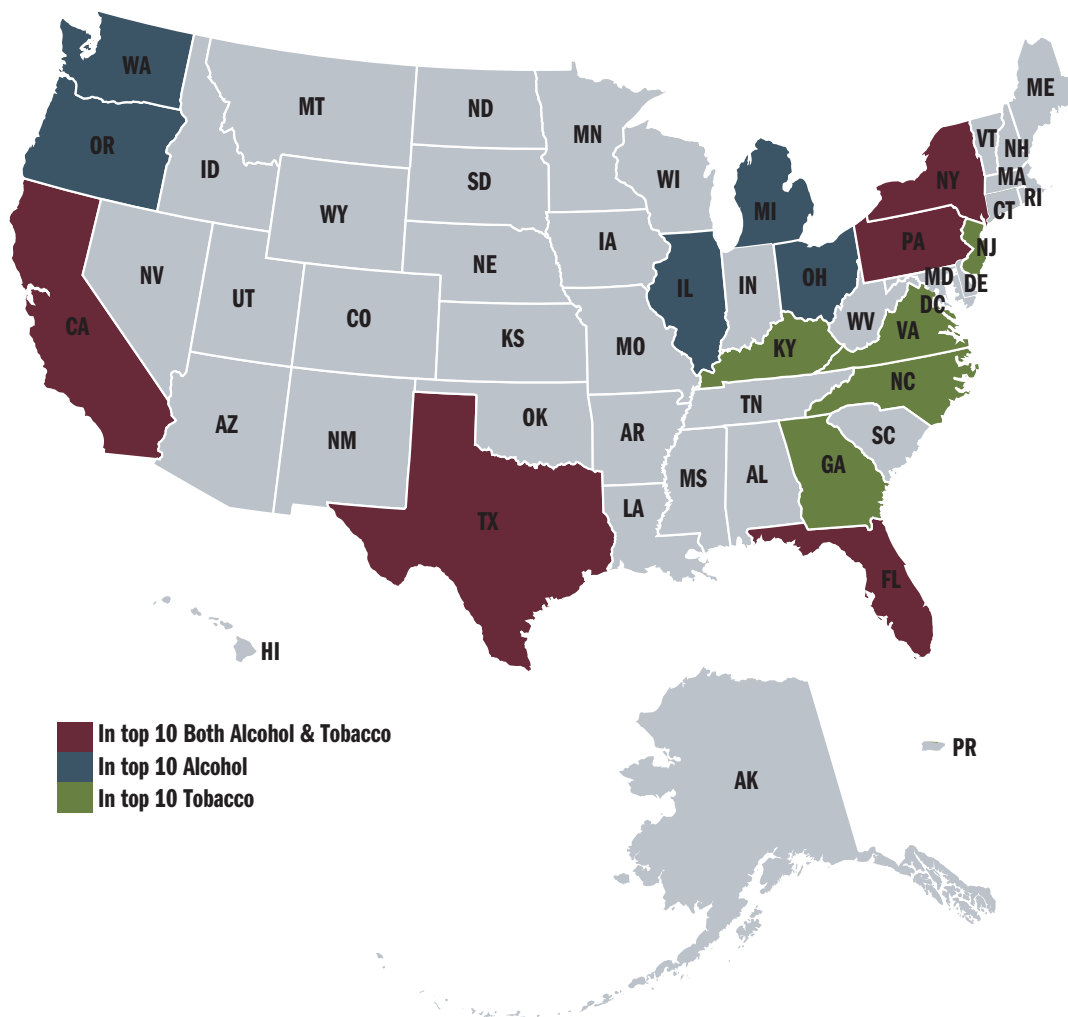 WA
MT
ND
MN
ME
OR
ID
SD
WI
VT
NH
NY
MA
RI
WY
MI
CT
IA
PA
NJ
NE
NV
UT
IL
IN
OH
MD
DE
DC
CO
CA
KS
MO
WV
VA
KY
NC
TN
AZ
NM
OK
AR
SC
MS
AL
GA
LA
TX
FL
HI
In top 10 Both Alcohol & Tobacco
In top 10 Alcohol
In top 10 Tobacco
PR
AK